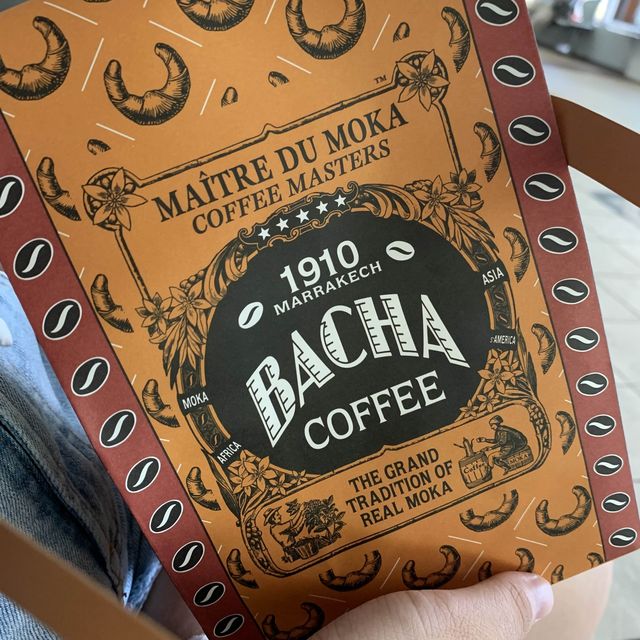 ™
MAÎTRE DU MOKA
COFFEE MASTERS
1910
MARRAKECH
BACHA
COFFEE
ASIA
S.AMERICA
MOKA
AFRICA
THE GRAND
TRADITION OF
REAL MOKA